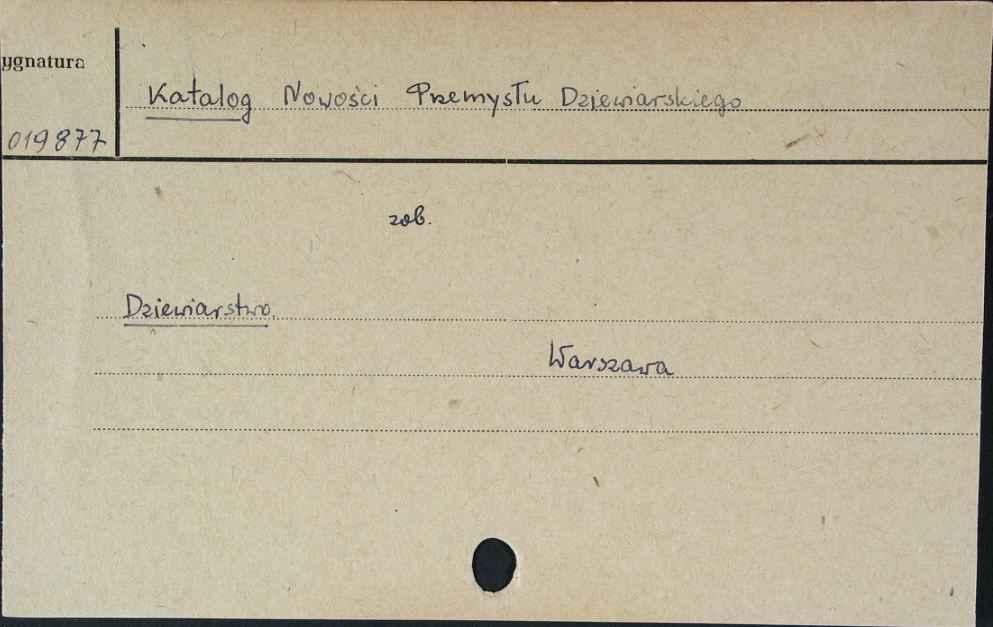 ygnatura
Katalog Nowości Przemysłu Dziewiarskiego
019877
zob.
Dziewiarstwo.
Warszawa